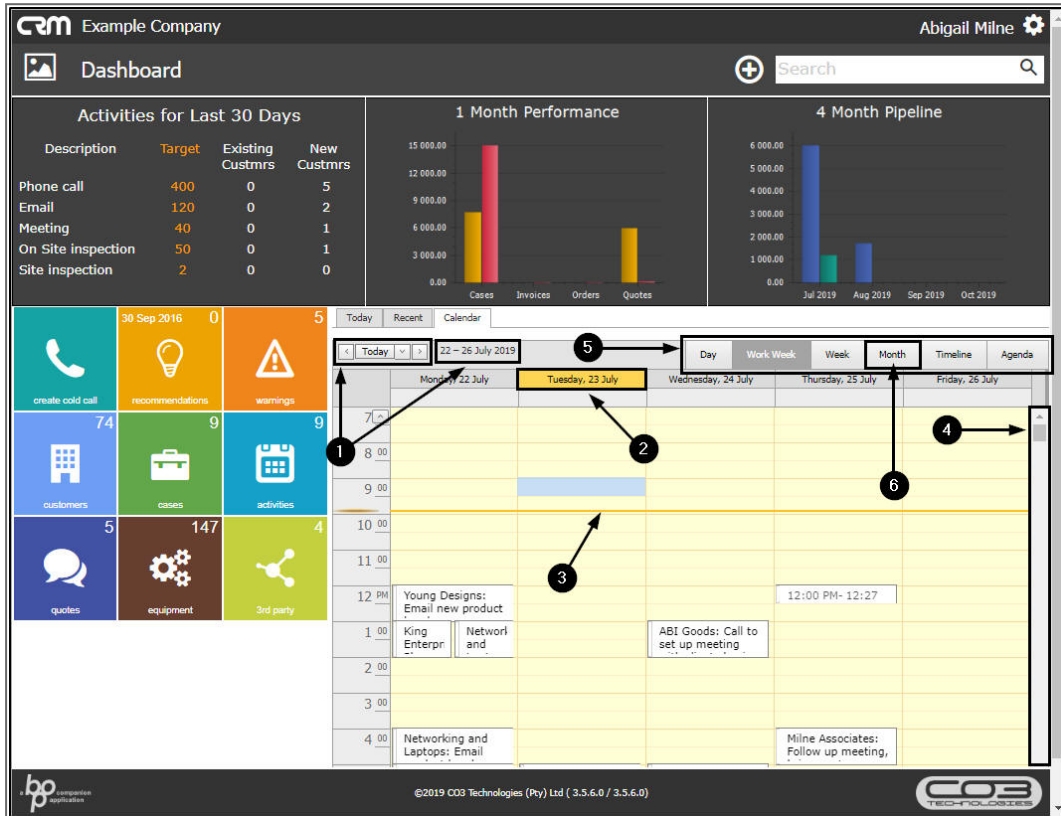 CRM Example Company
Abigail Milne
Dashboard
Search
Activities for Last 30 Days
Description Target Existing Custmrs New Custmrs
Phone call 400 0 5
Email 120 0 2
Meeting 40 0 1
On Site inspection 50 0 1
Site inspection 2 0 0
1 Month Performance
15 000.00
12 000.00
9 000.00
6 000.00
3 000.00
0.00
Cases Invoices Orders Quotes
4 Month Pipeline
6 000.00
5 000.00
4 000.00
3 000.00
2 000.00
1 000.00
0.00
Jul 2019 Aug 2019 Sep 2019 Oct 2019
create cold call
30 Sep 2016 0
recommendations
5
warnings
74
customers
9
cases
9
activities
5
quotes
147
equipment
4
3rd party
Today Recent Calendar
Today
22 – 26 July 2019
5
Day Work Week Week Month Timeline Agenda
Monday, 22 July Tuesday, 23 July Wednesday, 24 July Thursday, 25 July Friday, 26 July
1
2
3
4
6
7
8 00
9 00
10 00
11 00
12 PM
1 00
2 00
3 00
4 00
Young Designs:
Email new product
12:00 PM- 12:27
King
Enterpr
Network
and
ABI Goods: Call to
set up meeting
Networking and
Laptops: Email
Milne Associates:
Follow up meeting,
a bpo companion
application
©2019 CO3 Technologies (Pty) Ltd ( 3.5.6.0 / 3.5.6.0)
CO3
TECHNOLOGIES